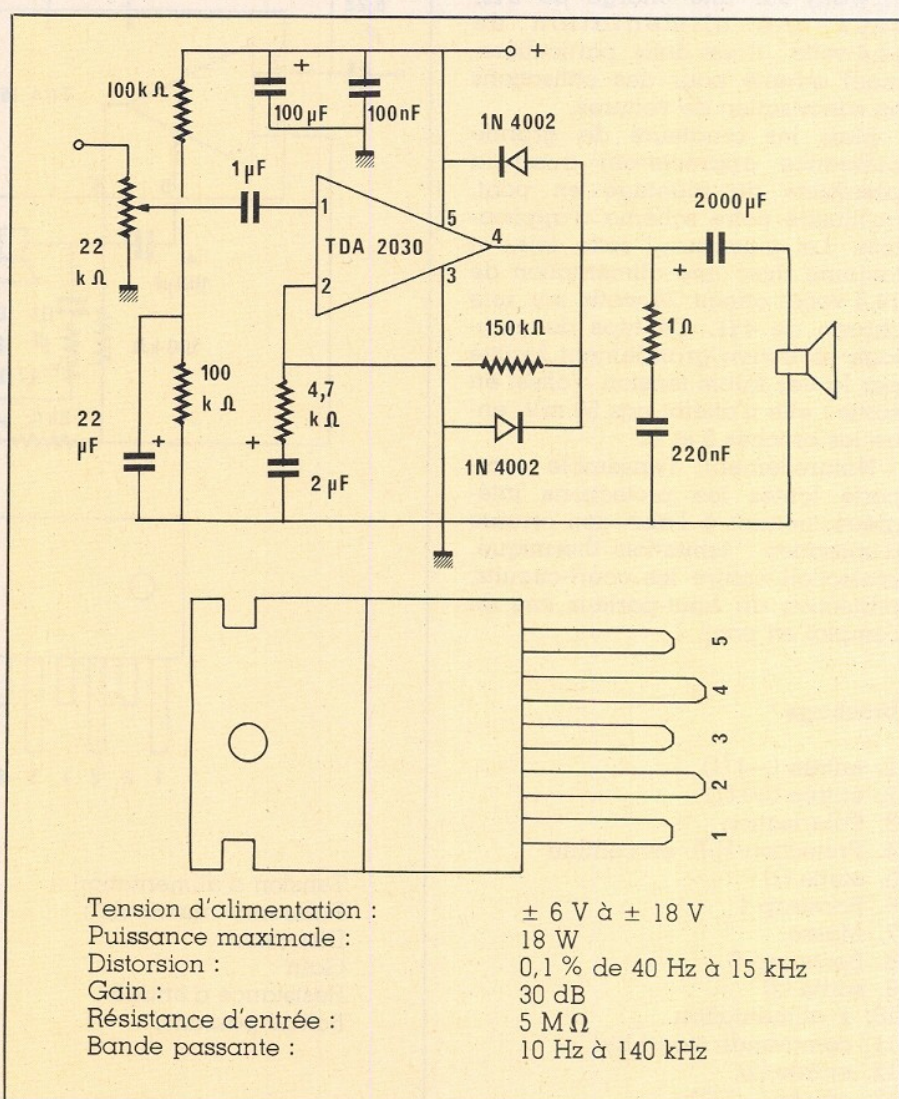 +
100kΩ
+
100µF
100nF
1N 4002
1µF
2000µF
1
5
4
TDA 2030
22
kΩ
3
+
2
150kΩ
1Ω
100
kΩ
4,7
kΩ
22
µF
+
+
1N 4002
220nF
2µF
5
4
3
2
1
Tension d'alimentation : ± 6 V à ± 18 V
Puissance maximale : 18 W
Distorsion : 0,1 % de 40 Hz à 15 kHz
Gain : 30 dB
Résistance d'entrée : 5 MΩ
Bande passante : 10 Hz à 140 kHz